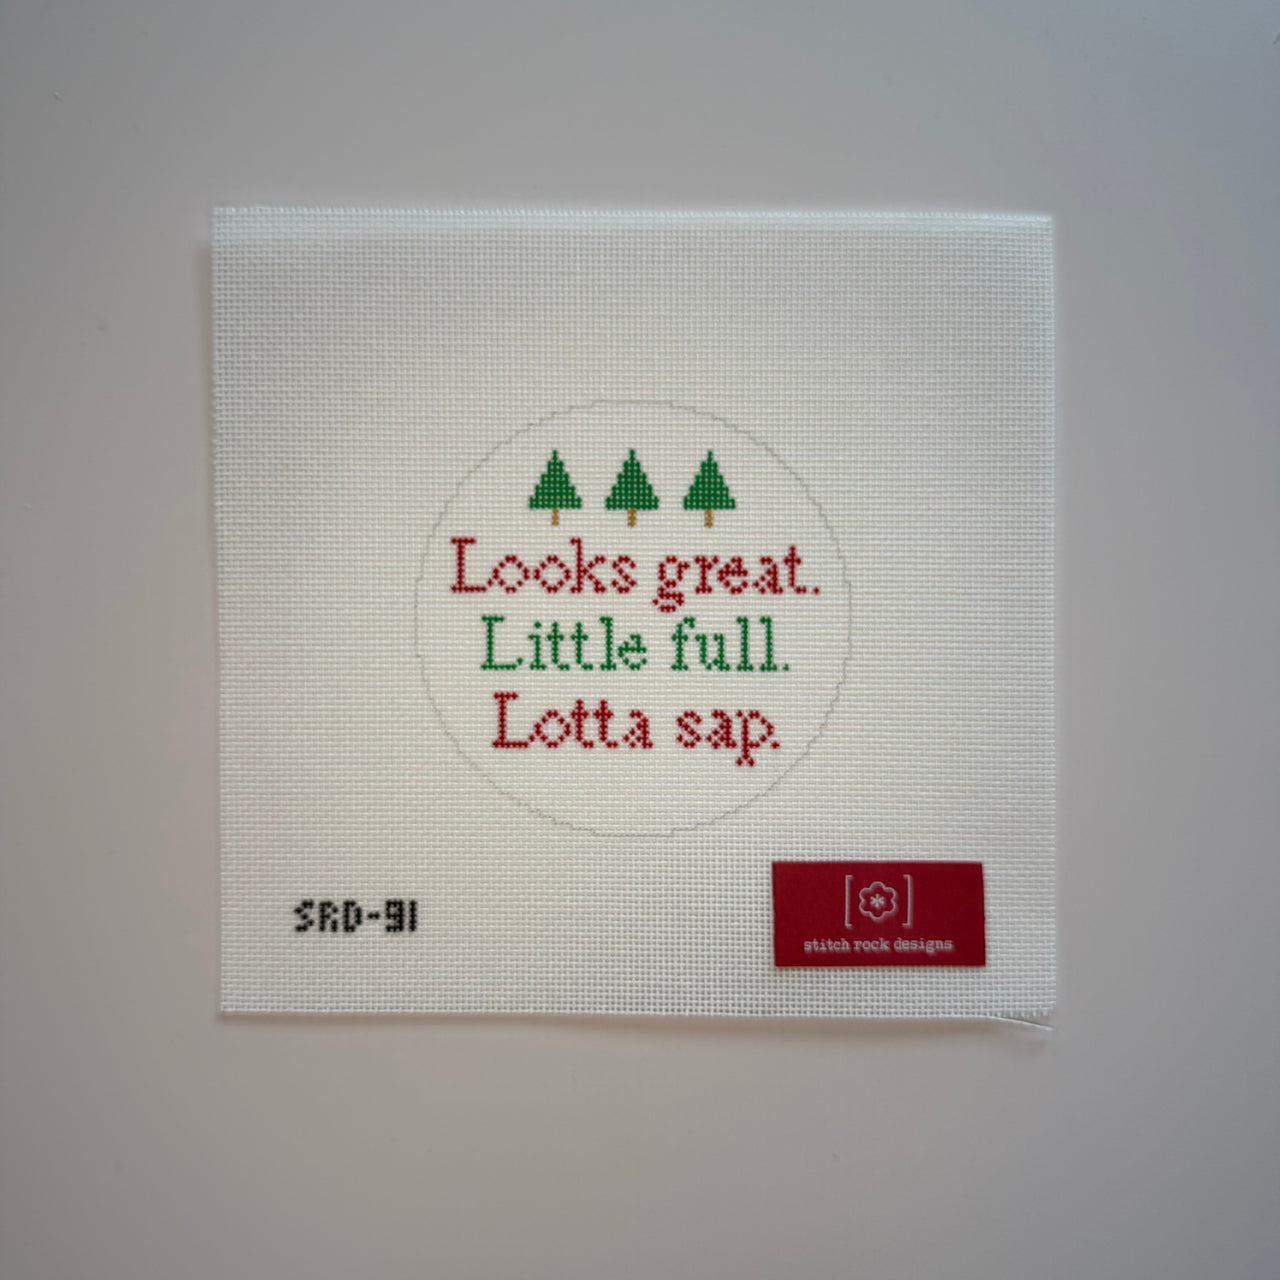 Looks great.
Little full.
Lotta sap.
SRD-91
stitch rock designs